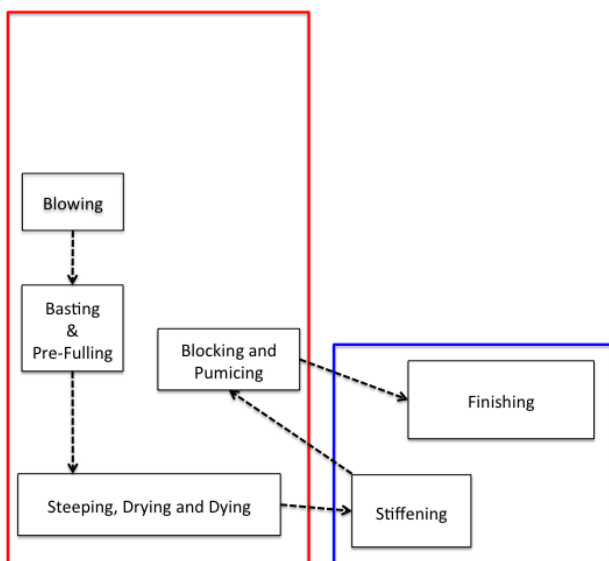 Blowing
Basting
&
Pre-Fulling
Blocking and
Pumicing
Finishing
Steeping, Drying and Dying
Stiffening